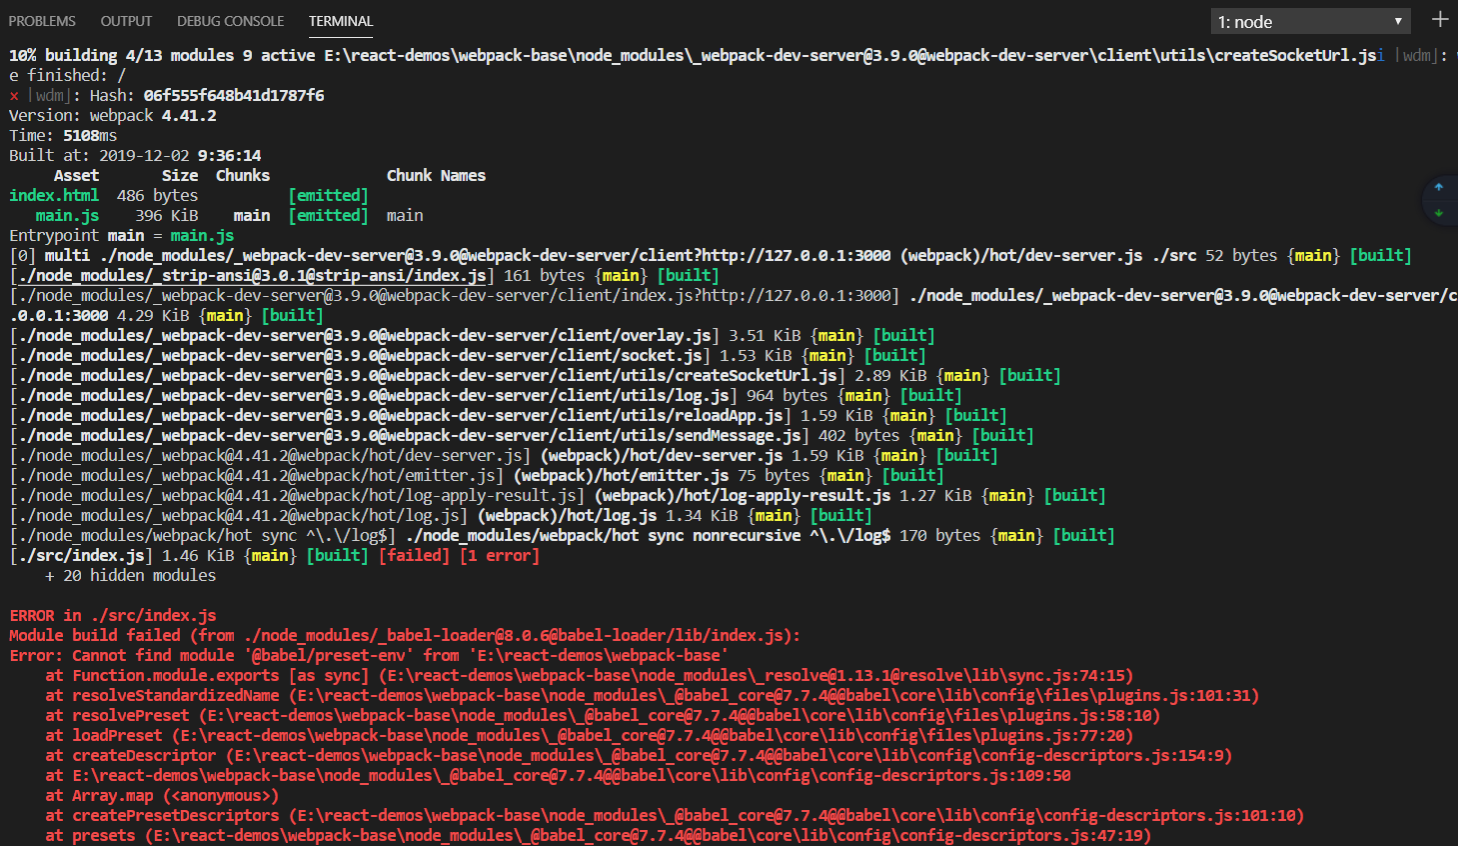 PROBLEMS OUTPUT DEBUG CONSOLE TERMINAL 1: node
10% building 4/13 modules 9 active E:\react-demos\webpack-base\node_modules\_webpack-dev-server@3.9.0@webpack-dev-server\client\utils\createSocketUrl.jsi ｢wdm｣:
e finished: /
× ｢wdm｣: Hash: 06f555f648b41d1787f6
Version: webpack 4.41.2
Time: 5108ms
Built at: 2019-12-02 9:36:14
Asset Size Chunks Chunk Names
index.html 486 bytes [emitted]
main.js 396 KiB main [emitted] main
Entrypoint main = main.js
[0] multi ./node_modules/_webpack-dev-server@3.9.0@webpack-dev-server/client?http://127.0.0.1:3000 (webpack)/hot/dev-server.js ./src 52 bytes {main} [built]
[./node_modules/_strip-ansi@3.0.1@strip-ansi/index.js] 161 bytes {main} [built]
[./node_modules/_webpack-dev-server@3.9.0@webpack-dev-server/client/index.js?http://127.0.0.1:3000] ./node_modules/_webpack-dev-server@3.9.0@webpack-dev-server/c
.0.0.1:3000 4.29 KiB {main} [built]
[./node_modules/_webpack-dev-server@3.9.0@webpack-dev-server/client/overlay.js] 3.51 KiB {main} [built]
[./node_modules/_webpack-dev-server@3.9.0@webpack-dev-server/client/socket.js] 1.53 KiB {main} [built]
[./node_modules/_webpack-dev-server@3.9.0@webpack-dev-server/client/utils/createSocketUrl.js] 2.89 KiB {main} [built]
[./node_modules/_webpack-dev-server@3.9.0@webpack-dev-server/client/utils/log.js] 964 bytes {main} [built]
[./node_modules/_webpack-dev-server@3.9.0@webpack-dev-server/client/utils/reloadApp.js] 1.59 KiB {main} [built]
[./node_modules/_webpack-dev-server@3.9.0@webpack-dev-server/client/utils/sendMessage.js] 402 bytes {main} [built]
[./node_modules/_webpack@4.41.2@webpack/hot/dev-server.js] (webpack)/hot/dev-server.js 1.59 KiB {main} [built]
[./node_modules/_webpack@4.41.2@webpack/hot/emitter.js] (webpack)/hot/emitter.js 75 bytes {main} [built]
[./node_modules/_webpack@4.41.2@webpack/hot/log-apply-result.js] (webpack)/hot/log-apply-result.js 1.27 KiB {main} [built]
[./node_modules/_webpack@4.41.2@webpack/hot/log.js] (webpack)/hot/log.js 1.34 KiB {main} [built]
[./node_modules/webpack/hot sync ^\.\/log$] ./node_modules/webpack/hot sync nonrecursive ^\.\/log$ 170 bytes {main} [built]
[./src/index.js] 1.46 KiB {main} [built] [failed] [1 error]
+ 20 hidden modules
ERROR in ./src/index.js
Module build failed (from ./node_modules/_babel-loader@8.0.6@babel-loader/lib/index.js):
Error: Cannot find module '@babel/preset-env' from 'E:\react-demos\webpack-base'
at Function.module.exports [as sync] (E:\react-demos\webpack-base\node_modules\_resolve@1.13.1@resolve\lib\sync.js:74:15)
at resolveStandardizedName (E:\react-demos\webpack-base\node_modules\_@babel_core@7.7.4@@babel\core\lib\config\files\plugins.js:101:31)
at resolvePreset (E:\react-demos\webpack-base\node_modules\_@babel_core@7.7.4@@babel\core\lib\config\files\plugins.js:58:10)
at loadPreset (E:\react-demos\webpack-base\node_modules\_@babel_core@7.7.4@@babel\core\lib\config\files\plugins.js:77:20)
at createDescriptor (E:\react-demos\webpack-base\node_modules\_@babel_core@7.7.4@@babel\core\lib\config\config-descriptors.js:154:9)
at E:\react-demos\webpack-base\node_modules\_@babel_core@7.7.4@@babel\core\lib\config\config-descriptors.js:109:50
at Array.map (<anonymous>)
at createPresetDescriptors (E:\react-demos\webpack-base\node_modules\_@babel_core@7.7.4@@babel\core\lib\config\config-descriptors.js:101:10)
at presets (E:\react-demos\webpack-base\node_modules\_@babel_core@7.7.4@@babel\core\lib\config\config-descriptors.js:47:19)